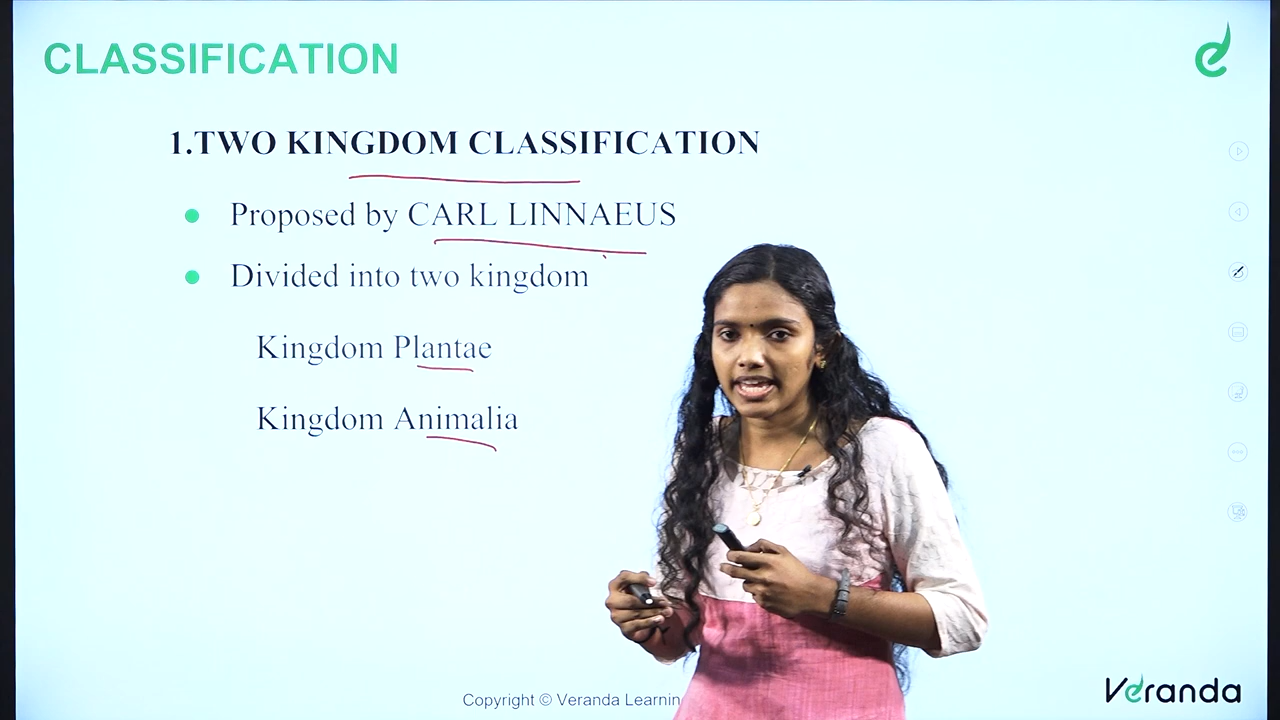 CLASSIFICATION
1.TWO KINGDOM CLASSIFICATION
Proposed by CARL LINNAEUS
Divided into two kingdom
Kingdom Plantae
Kingdom Animalia
Copyright © Veranda Learnin
Veranda